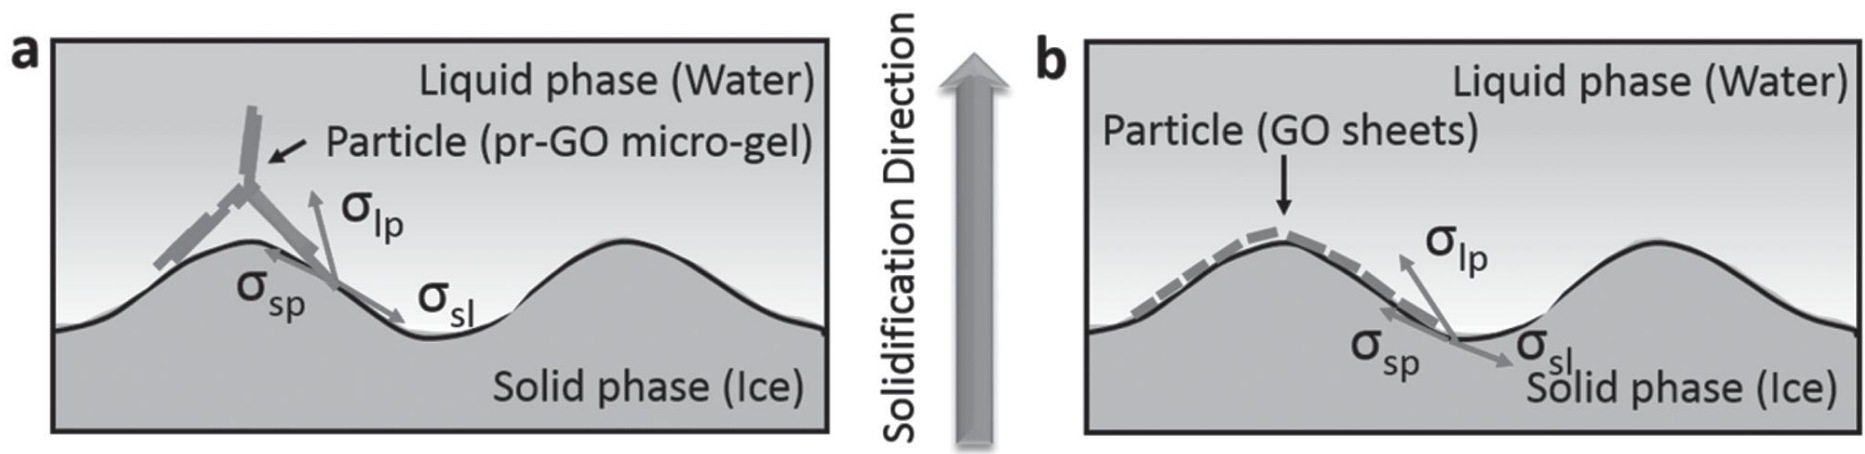 a
Liquid phase (Water)
Particle (pr-GO micro-gel)
σlp
σsp
σsl
Solid phase (Ice)
Solidification Direction
b
Liquid phase (Water)
Particle (GO sheets)
σlp
σsp
σsl
Solid phase (Ice)